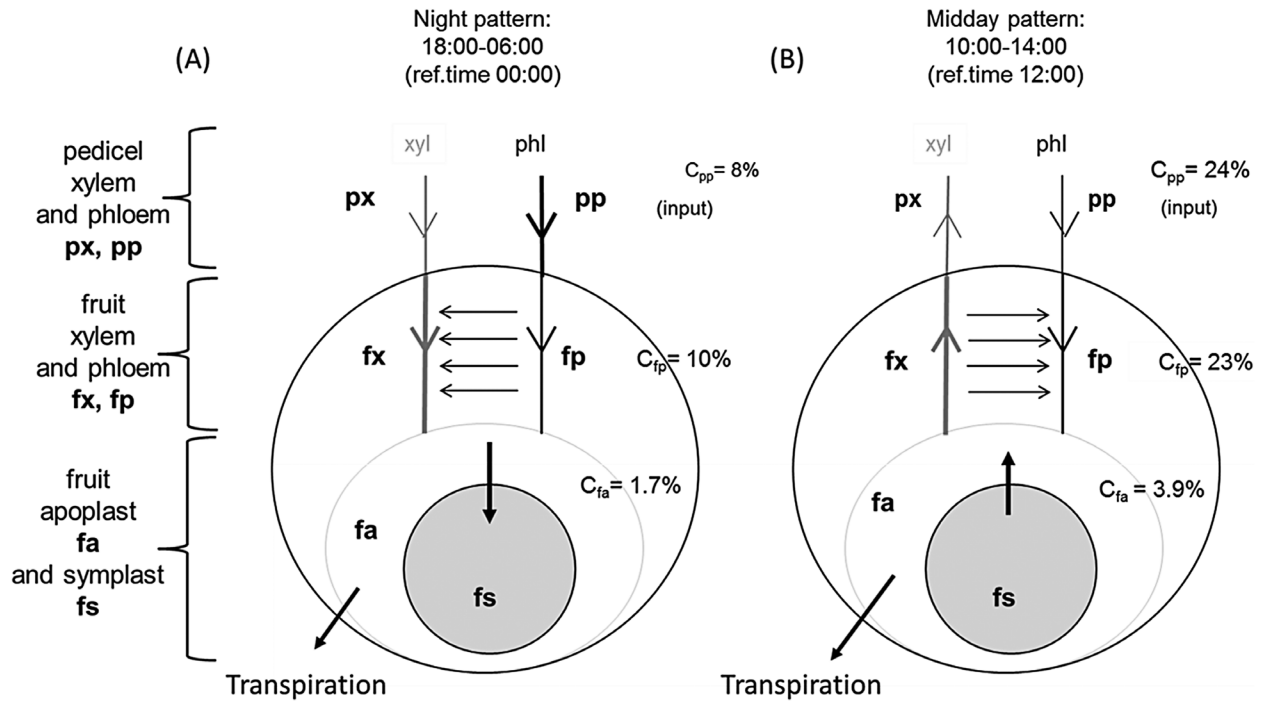 Night pattern:
18:00-06:00
(ref.time 00:00)
Midday pattern:
10:00-14:00
(ref.time 12:00)
(A)
(B)
pedicel
xylem
and phloem
px, pp
fruit
xylem
and phloem
fx, fp
fruit
apoplast
fa
and symplast
fs
xyl
phl
px
pp
Cpp= 8%
(input)
fx
fp
Cfp= 10%
Cfa= 1.7%
fa
fs
Transpiration
xyl
phl
px
pp
Cpp= 24%
(input)
fx
fp
Cfp= 23%
Cfa= 3.9%
fa
fs
Transpiration